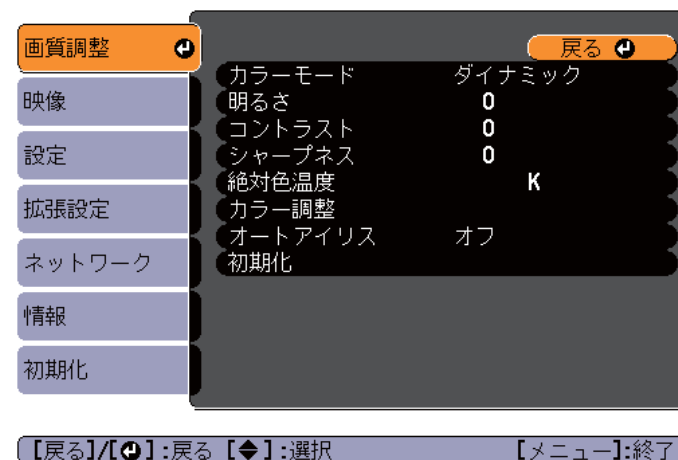 画質調整
映像
設定
拡張設定
ネットワーク
情報
初期化
戻る
カラーモード ダイナミック
明るさ 0
コントラスト 0
シャープネス 0
絶対色温度 K
カラー調整
オートアイリス オフ
初期化
[戻る]/[ ]:戻る [ ]:選択 [メニュー]:終了